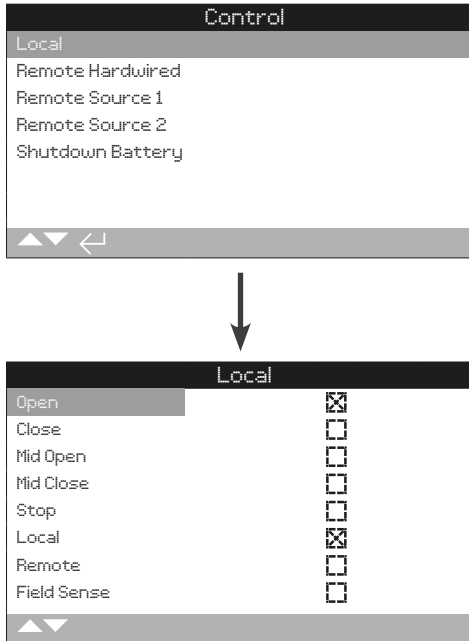 Control
Local
Remote Hardwired
Remote Source 1
Remote Source 2
Shutdown Battery
Local
Open
Close
Mid Open
Mid Close
Stop
Local
Remote
Field Sense